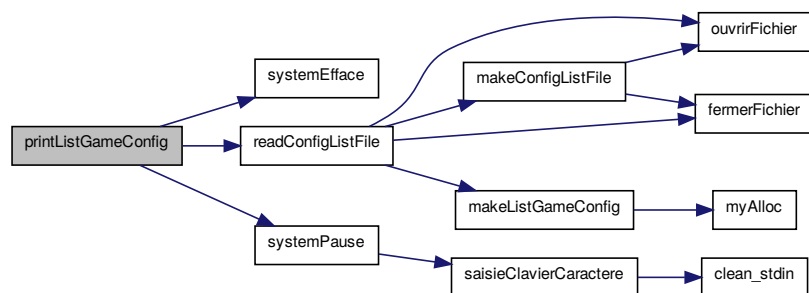 ouvrirFichier
systemEfface
makeConfigListFile
fermerFichier
printListGameConfig
readConfigListFile
makeListGameConfig
myAlloc
systemPause
saisieClavierCaractere
clean_stdin